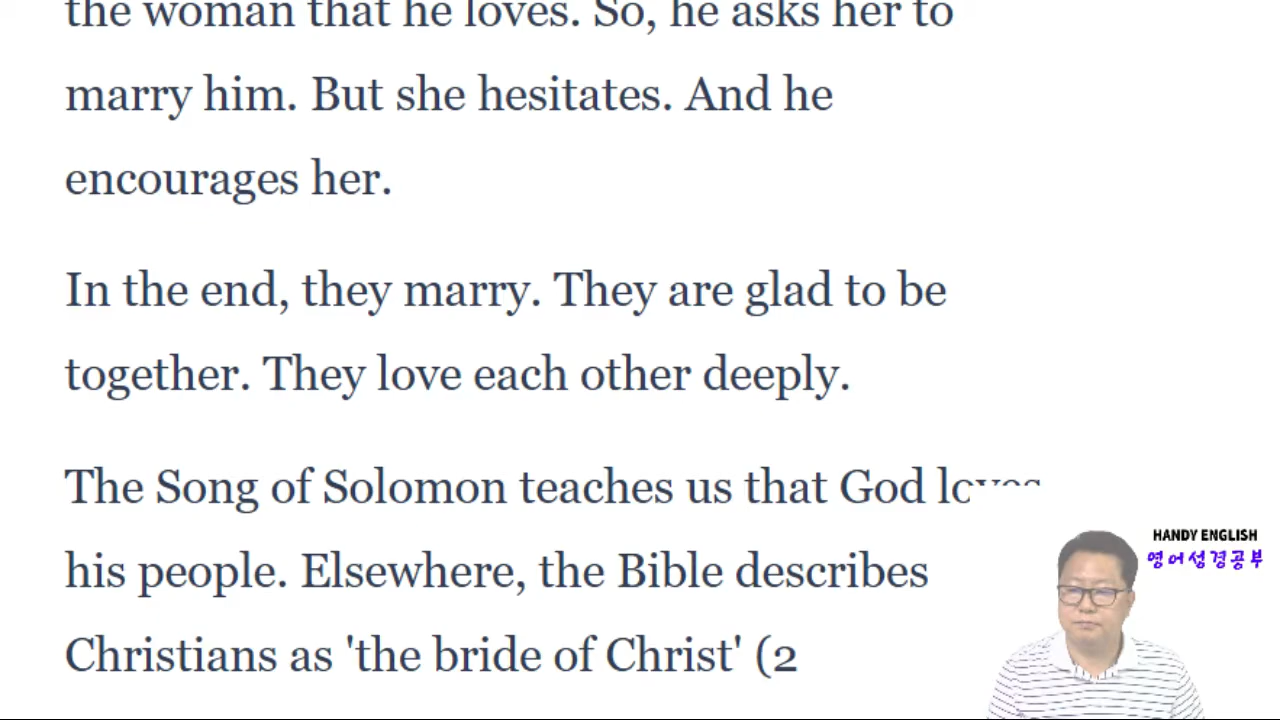 the woman that he loves. So, he asks her to
marry him. But she hesitates. And he
encourages her.
In the end, they marry. They are glad to be
together. They love each other deeply.
The Song of Solomon teaches us that God loves
his people. Elsewhere, the Bible describes
Christians as 'the bride of Christ' (2
HANDY ENGLISH
영어성경공부